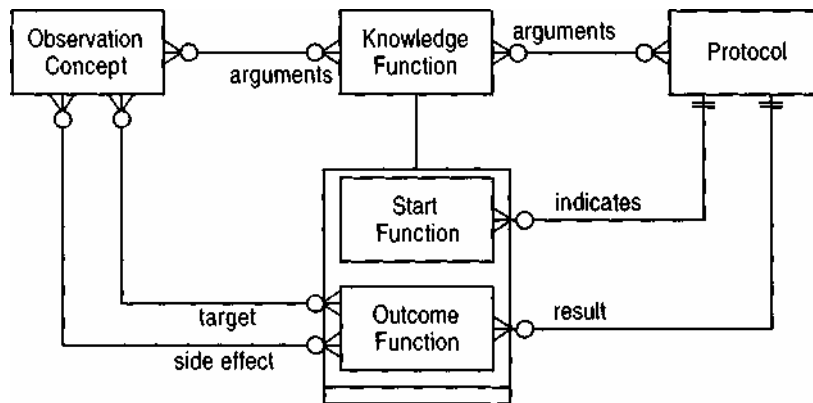 Observation
Concept
arguments
Knowledge
Function
arguments
Protocol
Start
Function
indicates
target
side effect
Outcome
Function
result